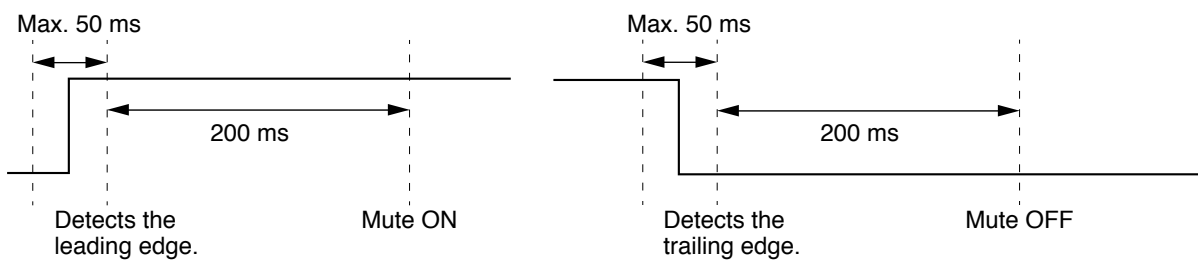 Max. 50 ms
200 ms
Detects the
leading edge.
Mute ON
Max. 50 ms
200 ms
Detects the
trailing edge.
Mute OFF